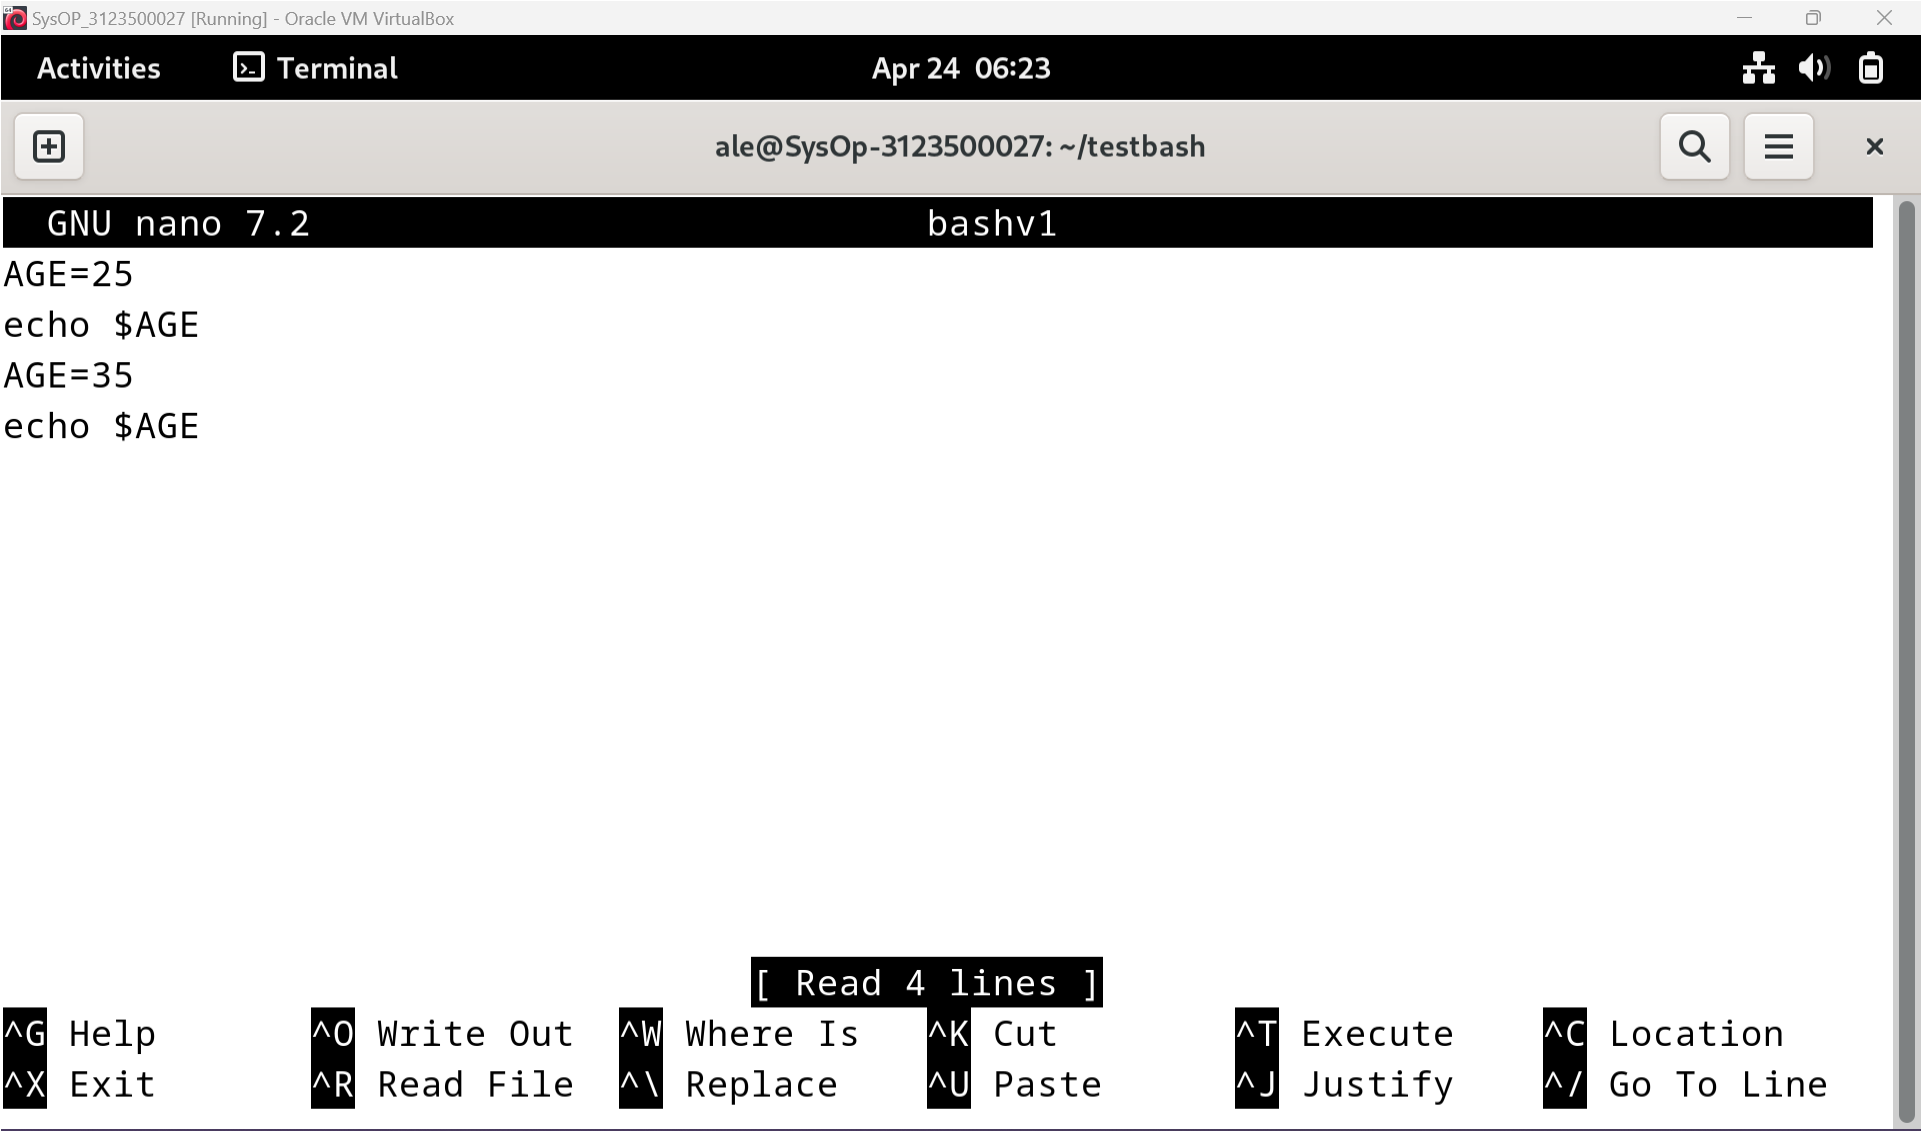 SysOP_3123500027 [Running] - Oracle VM VirtualBox
Activities Terminal Apr 24 06:23
ale@SysOp-3123500027: ~/testbash
GNU nano 7.2 bashv1
AGE=25
echo $AGE
AGE=35
echo $AGE
[ Read 4 lines ]
^G Help ^O Write Out ^W Where Is ^K Cut ^T Execute ^C Location
^X Exit ^R Read File ^\ Replace ^U Paste ^J Justify ^/ Go To Line